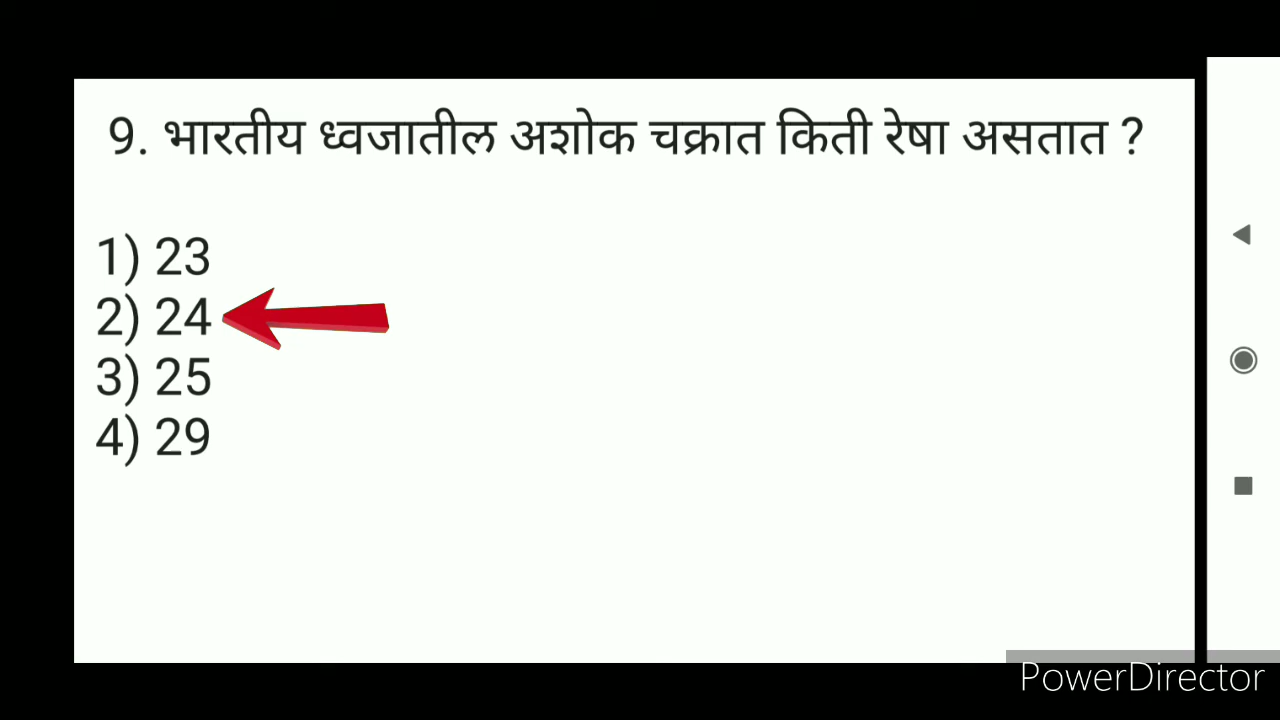 9. भारतीय ध्वजातील अशोक चक्रात किती रेषा असतात ?
1) 23
2) 24
3) 25
4) 29
PowerDirector